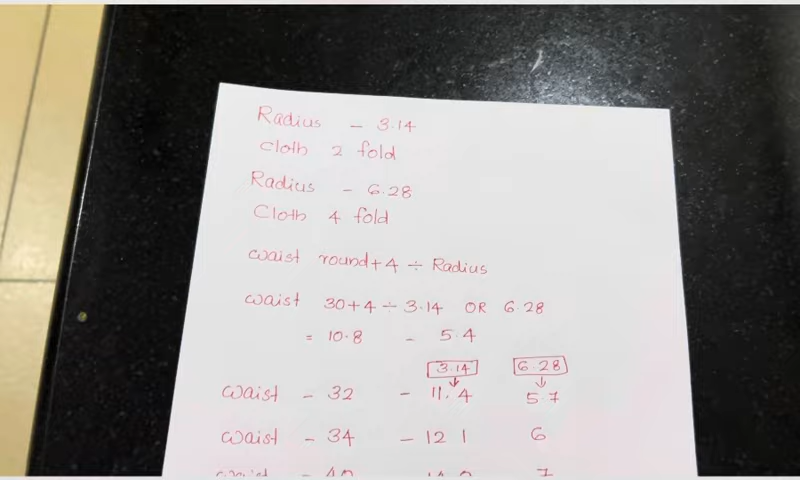 Radius - 3.14
Cloth 2 fold
Radius - 6.28
Cloth 4 fold
Waist round + 4 ÷ Radius
Waist 30 + 4 ÷ 3.14 OR 6.28
= 10.8 - 5.4
3.14 6.28
Waist - 32 - 11.4 5.7
Waist - 34 - 12 1 6